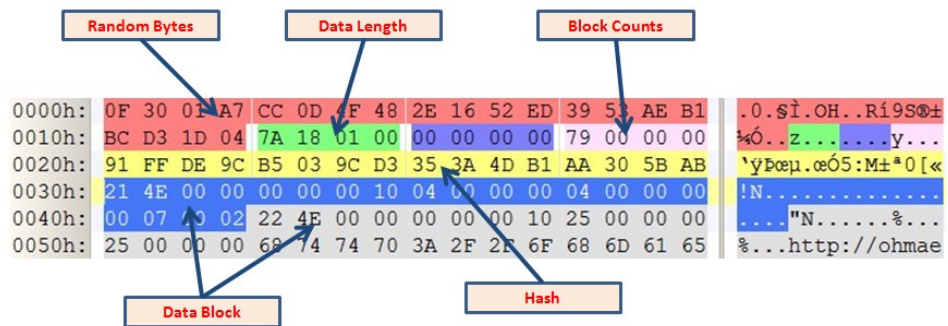 Random Bytes
Data Length
Block Counts
0000h: 0F 30 01 A7 CC 0D 4F 48 2E 16 52 ED 39 53 AE B1 .0.§Ì.OH..Rí9S®±
0010h: BC D3 1D 04 7A 18 01 00 00 00 00 00 79 00 00 00 ¼Ó..z.......y...
0020h: 91 FF DE 9C B5 03 9C D3 35 3A 4D B1 AA 30 5B AB ‘ÿÞœµ.œÓ5:M±ª0[«
0030h: 21 4E 00 00 00 00 00 10 04 00 00 00 04 00 00 00 !N..............
0040h: 00 07 00 02 22 4E 00 00 00 00 00 10 25 00 00 00 ...."N......%...
0050h: 25 00 00 00 68 74 74 70 3A 2F 2F 6F 68 6D 61 65 %...http://ohmae
Data Block
Hash